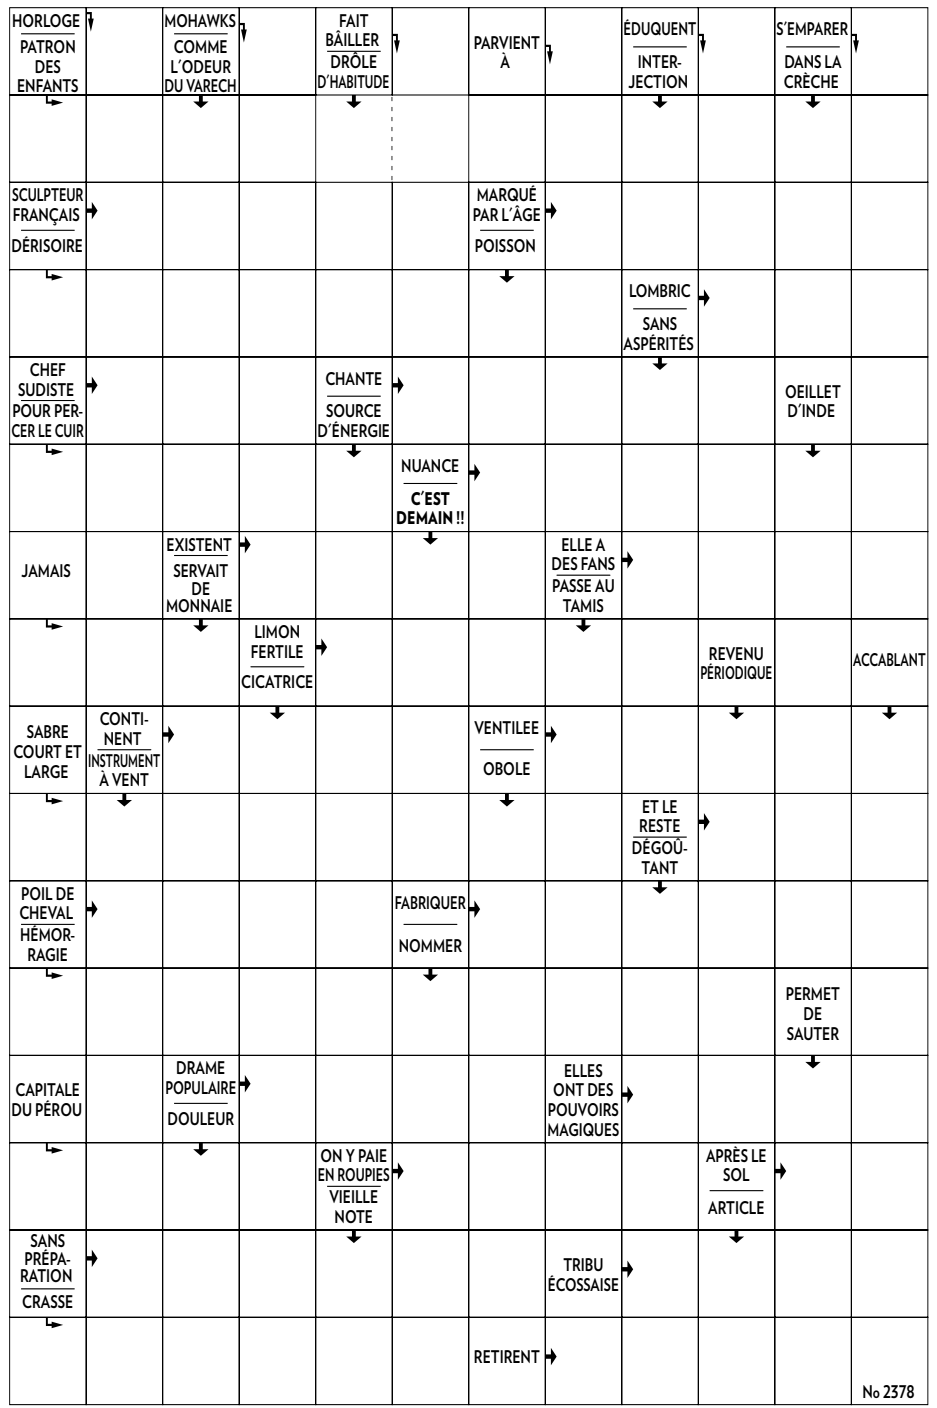 HORLOGE
PATRON
DES
ENFANTS
MOHAWKS
COMME
L'ODEUR
DU VARECH
FAIT
BÂILLER
DRÔLE
D'HABITUDE
PARVIENT
À
ÉDUQUENT
INTER-
JECTION
S'EMPARER
DANS LA
CRÈCHE
SCULPTEUR
FRANÇAIS
DÉRISOIRE
MARQUÉ
PAR L'ÂGE
POISSON
LOMBRIC
SANS
ASPÉRITÉS
CHEF
SUDISTE
POUR PER-
CER LE CUIR
CHANTE
SOURCE
D'ÉNERGIE
OEILLET
D'INDE
NUANCE
C'EST
DEMAIN !!
JAMAIS
EXISTENT
SERVAIT
DE
MONNAIE
ELLE A
DES FANS
PASSE AU
TAMIS
LIMON
FERTILE
CICATRICE
REVENU
PÉRIODIQUE
ACCABLANT
SABRE
COURT ET
LARGE
CONTI-
NENT
INSTRUMENT
À VENT
VENTILEE
OBOLE
ET LE
RESTE
DÉGOÛ-
TANT
POIL DE
CHEVAL
HÉMOR-
RAGIE
FABRIQUER
NOMMER
PERMET
DE
SAUTER
CAPITALE
DU PÉROU
DRAME
POPULAIRE
DOULEUR
ELLES
ONT DES
POUVOIRS
MAGIQUES
ON Y PAIE
EN ROUPIES
VIEILLE
NOTE
APRÈS LE
SOL
ARTICLE
SANS
PRÉPA-
RATION
CRASSE
TRIBU
ÉCOSSAISE
RETIRENT
No 2378